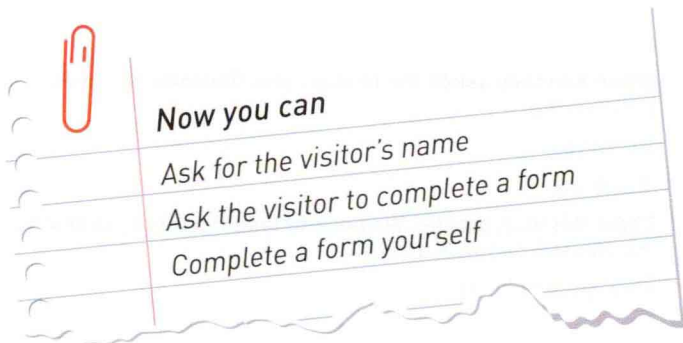 Now you can
Ask for the visitor's name
Ask the visitor to complete a form
Complete a form yourself